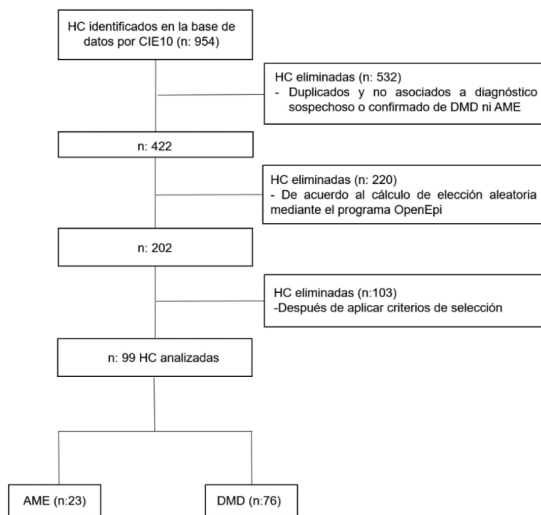 HC identificados en la base de
datos por CIE10 (n: 954)
HC eliminadas (n: 532)
- Duplicados y no asociados a diagnóstico
sospechoso o confirmado de DMD ni AME
n: 422
HC eliminadas (n: 220)
- De acuerdo al cálculo de elección aleatoria
mediante el programa OpenEpi
n: 202
HC eliminadas (n:103)
-Después de aplicar criterios de selección
n: 99 HC analizadas
AME (n:23)
DMD (n:76)